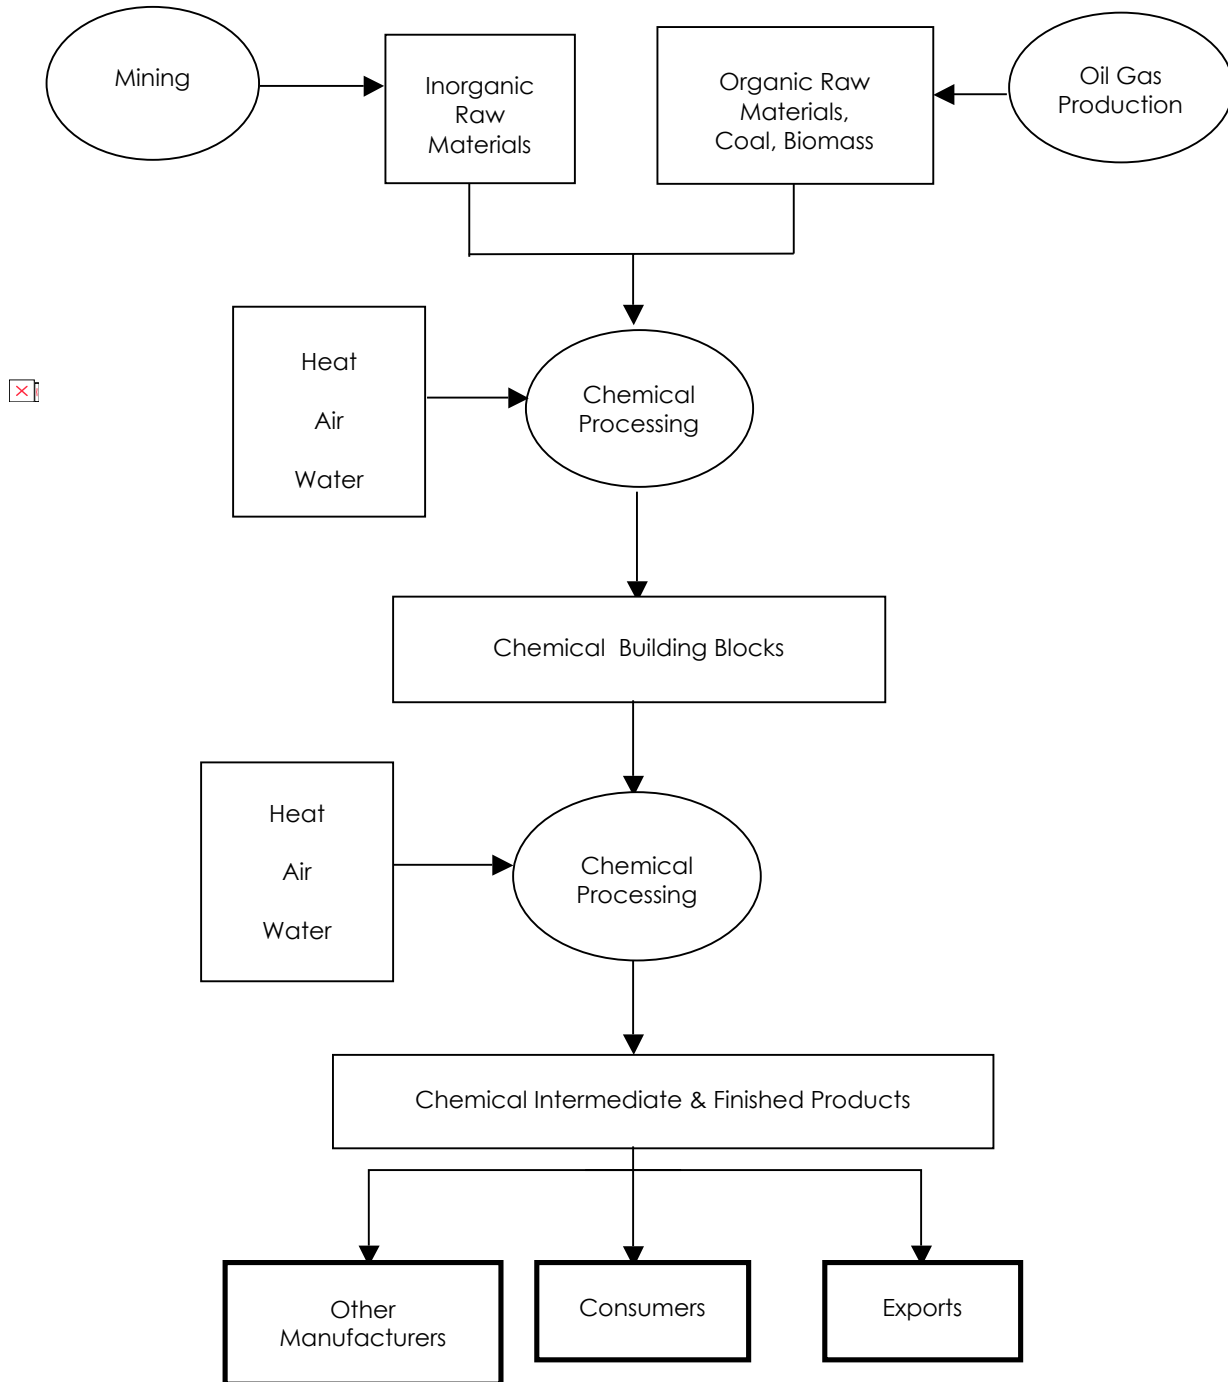 Mining
Inorganic
Raw
Materials
Organic Raw
Materials,
Coal, Biomass
Oil Gas
Production
Heat
Air
Water
Chemical
Processing
Chemical  Building Blocks
Heat
Air
Water
Chemical
Processing
Chemical Intermediate & Finished Products
Other
Manufacturers
Consumers
Exports